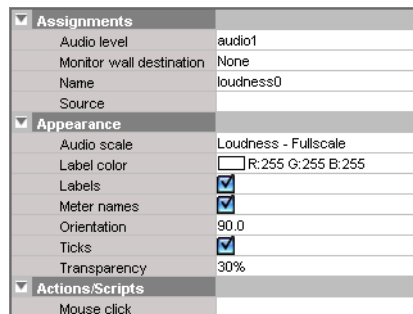 Assignments
Audio level audio1
Monitor wall destination None
Name loudness0
Source
Appearance
Audio scale Loudness - Fullscale
Label color R:255 G:255 B:255
Labels
Meter names
Orientation 90.0
Ticks
Transparency 30%
Actions/Scripts
Mouse click